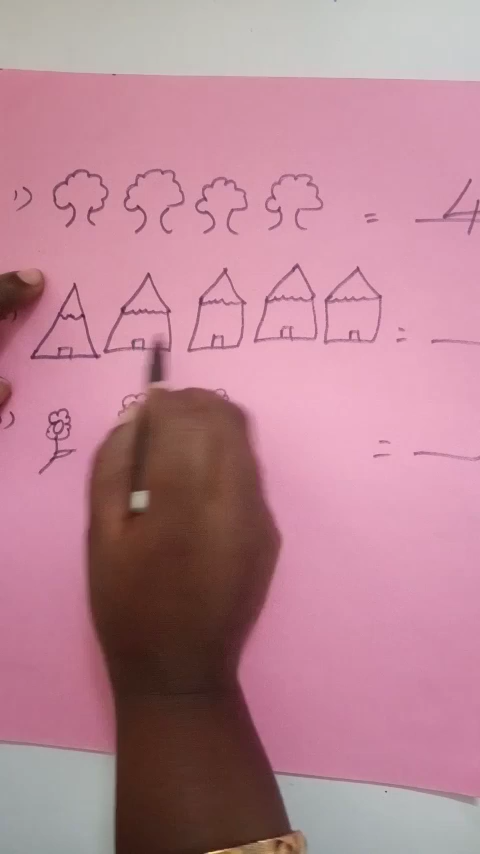 1) = 4
= 
) =